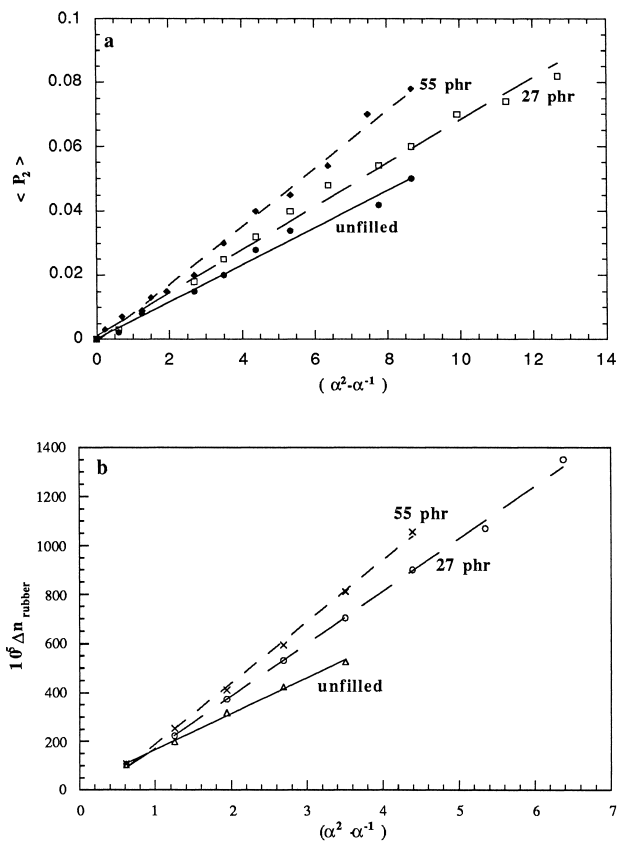 a
0.1
0.08
0.06
0.04
0.02
0
< P₂ >
55 phr
27 phr
unfilled
0 2 4 6 8 10 12 14
( α²-α⁻¹ )
b
1400
1200
1000
800
600
400
200
0
10⁵Δn rubber
55 phr
27 phr
unfilled
0 1 2 3 4 5 6 7
(α² -α⁻¹)